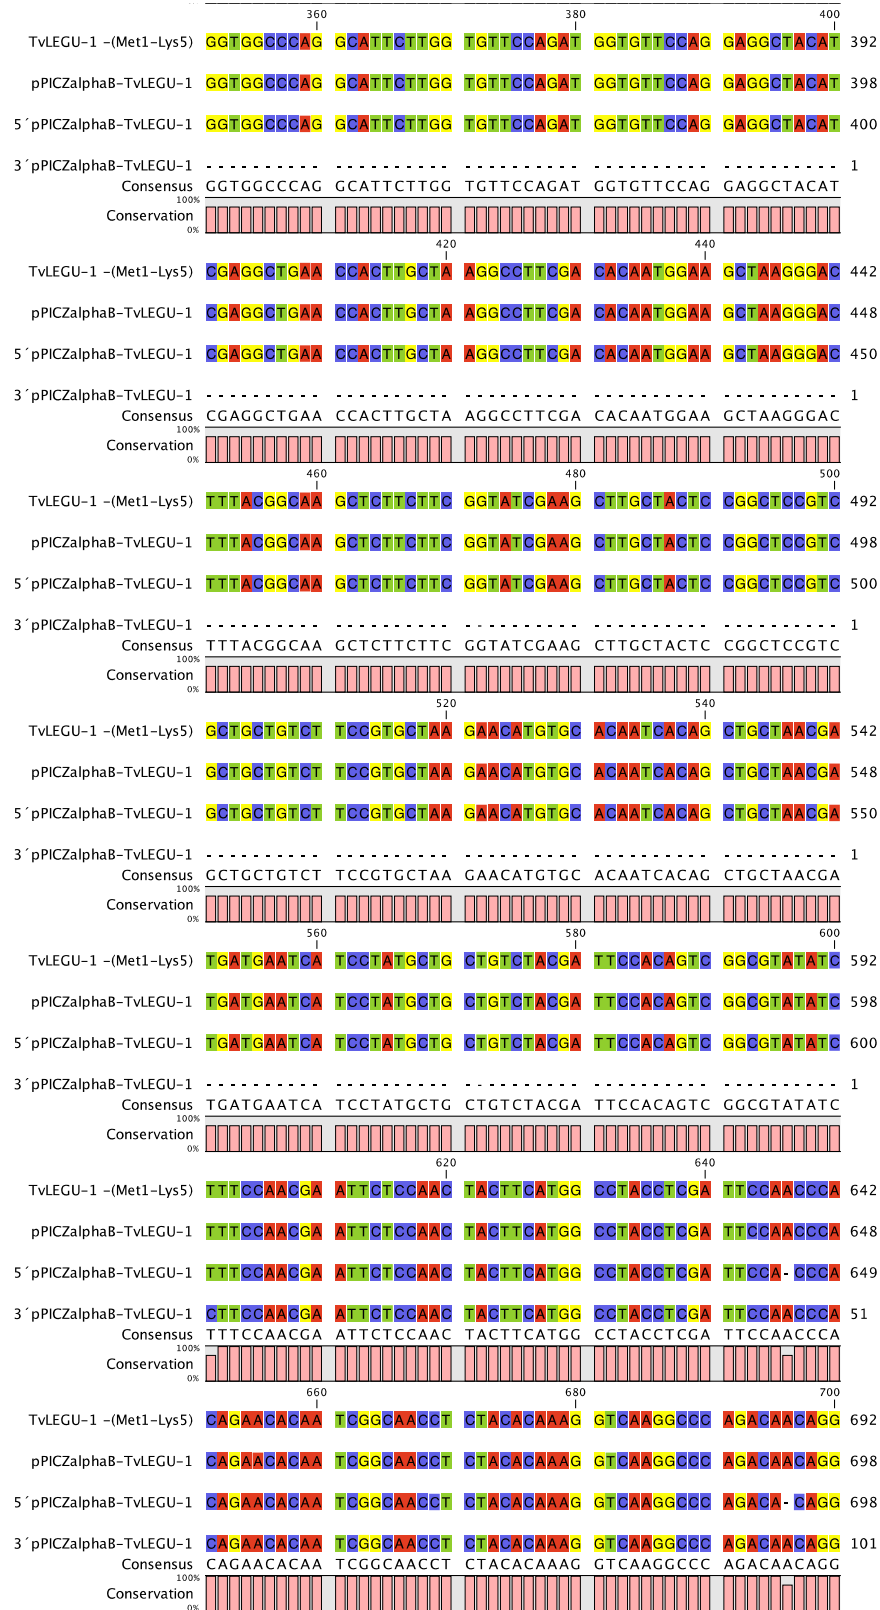 360 380 400
TvLEGU-1 -(Met1-Lys5) GGTGGCCCAG GCATTCTTGG TGTTCCAGAT GGTGTTCCAG GAGGCTACAT 392
pPICZalphaB-TvLEGU-1 GGTGGCCCAG GCATTCTTGG TGTTCCAGAT GGTGTTCCAG GAGGCTACAT 398
5´pPICZalphaB-TvLEGU-1 GGTGGCCCAG GCATTCTTGG TGTTCCAGAT GGTGTTCCAG GAGGCTACAT 400
3´pPICZalphaB-TvLEGU-1 ---------- ---------- ---------- ---------- ---------- 1
Consensus GGTGGCCCAG GCATTCTTGG TGTTCCAGAT GGTGTTCCAG GAGGCTACAT
100%
Conservation
0%
420 440
TvLEGU-1 -(Met1-Lys5) CGAGGCTGAA CCACTTGCTA AGGCCTTCGA CACAATGGAA GCTAAGGGAC 442
pPICZalphaB-TvLEGU-1 CGAGGCTGAA CCACTTGCTA AGGCCTTCGA CACAATGGAA GCTAAGGGAC 448
5´pPICZalphaB-TvLEGU-1 CGAGGCTGAA CCACTTGCTA AGGCCTTCGA CACAATGGAA GCTAAGGGAC 450
3´pPICZalphaB-TvLEGU-1 ---------- ---------- ---------- ---------- ---------- 1
Consensus CGAGGCTGAA CCACTTGCTA AGGCCTTCGA CACAATGGAA GCTAAGGGAC
100%
Conservation
0%
460 480 500
TvLEGU-1 -(Met1-Lys5) TTTACGGCAA GCTCTTCTTC GGTATCGAAG CTTGCTACTC CGGCTCCGTC 492
pPICZalphaB-TvLEGU-1 TTTACGGCAA GCTCTTCTTC GGTATCGAAG CTTGCTACTC CGGCTCCGTC 498
5´pPICZalphaB-TvLEGU-1 TTTACGGCAA GCTCTTCTTC GGTATCGAAG CTTGCTACTC CGGCTCCGTC 500
3´pPICZalphaB-TvLEGU-1 ---------- ---------- ---------- ---------- ---------- 1
Consensus TTTACGGCAA GCTCTTCTTC GGTATCGAAG CTTGCTACTC CGGCTCCGTC
100%
Conservation
0%
520 540
TvLEGU-1 -(Met1-Lys5) GCTGCTGTCT TCCGTGCTAA GAACATGTGC ACAATCACAG CTGCTAACGA 542
pPICZalphaB-TvLEGU-1 GCTGCTGTCT TCCGTGCTAA GAACATGTGC ACAATCACAG CTGCTAACGA 548
5´pPICZalphaB-TvLEGU-1 GCTGCTGTCT TCCGTGCTAA GAACATGTGC ACAATCACAG CTGCTAACGA 550
3´pPICZalphaB-TvLEGU-1 ---------- ---------- ---------- ---------- ---------- 1
Consensus GCTGCTGTCT TCCGTGCTAA GAACATGTGC ACAATCACAG CTGCTAACGA
100%
Conservation
0%
560 580 600
TvLEGU-1 -(Met1-Lys5) TGATGAATCA TCCTATGCTG CTGTCTACGA TTCCACAGTC GGCGTATATC 592
pPICZalphaB-TvLEGU-1 TGATGAATCA TCCTATGCTG CTGTCTACGA TTCCACAGTC GGCGTATATC 598
5´pPICZalphaB-TvLEGU-1 TGATGAATCA TCCTATGCTG CTGTCTACGA TTCCACAGTC GGCGTATATC 600
3´pPICZalphaB-TvLEGU-1 ---------- ---------- ---------- ---------- ---------- 1
Consensus TGATGAATCA TCCTATGCTG CTGTCTACGA TTCCACAGTC GGCGTATATC
100%
Conservation
0%
620 640
TvLEGU-1 -(Met1-Lys5) TTTCCAACGA ATTCTCCAAC TACTTCATGG CCTACCTCGA TTCCAACCCA 642
pPICZalphaB-TvLEGU-1 TTTCCAACGA ATTCTCCAAC TACTTCATGG CCTACCTCGA TTCCAACCCA 648
5´pPICZalphaB-TvLEGU-1 TTTCCAACGA ATTCTCCAAC TACTTCATGG CCTACCTCGA TTCCA-CCCA 649
3´pPICZalphaB-TvLEGU-1 CTTCCAACGA ATTCTCCAAC TACTTCATGG CCTACCTCGA TTCCAACCCA 51
Consensus TTTCCAACGA ATTCTCCAAC TACTTCATGG CCTACCTCGA TTCCAACCCA
100%
Conservation
0%
660 680 700
TvLEGU-1 -(Met1-Lys5) CAGAACACAA TCGGCAACCT CTACACAAAG GTCAAGGCCC AGACAACAGG 692
pPICZalphaB-TvLEGU-1 CAGAACACAA TCGGCAACCT CTACACAAAG GTCAAGGCCC AGACAACAGG 698
5´pPICZalphaB-TvLEGU-1 CAGAACACAA TCGGCAACCT CTACACAAAG GTCAAGGCCC AGACA-CAGG 698
3´pPICZalphaB-TvLEGU-1 CAGAACACAA TCGGCAACCT CTACACAAAG GTCAAGGCCC AGACAACAGG 101
Consensus CAGAACACAA TCGGCAACCT CTACACAAAG GTCAAGGCCC AGACAACAGG
100%
Conservation
0%